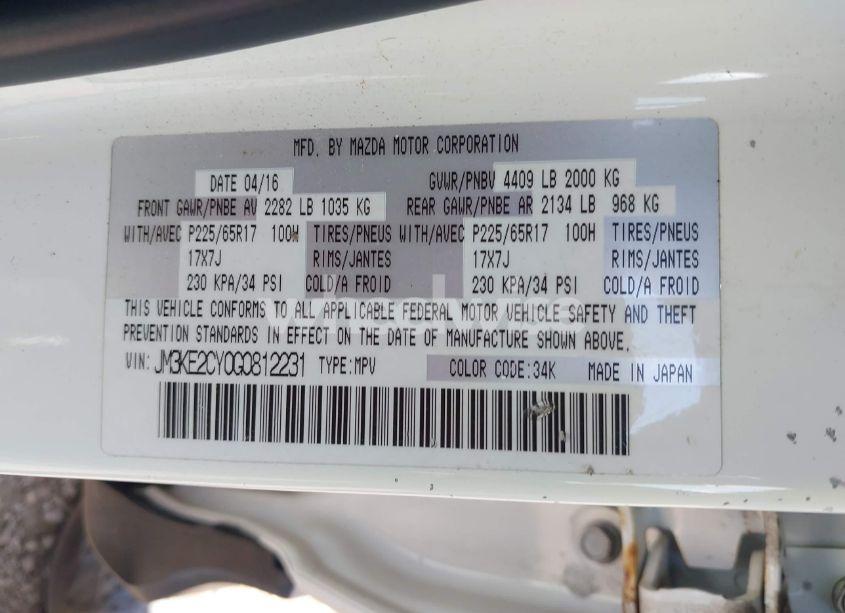 MFD. BY MAZDA MOTOR CORPORATION
DATE 04/16 GVWR/PNBV 4409 LB 2000 KG
FRONT GAWR/PNBE AV 2282 LB 1035 KG REAR GAWR/PNBE AR 2134 LB 968 KG
WITH/AVEC P225/65R17 100H TIRES/PNEUS WITH/AVEC P225/65R17 100H TIRES/PNEUS
17X7J RIMS/JANTES 17X7J RIMS/JANTES
230 KPA/34 PSI COLD/A FROID 230 KPA/34 PSI COLD/A FROID
THIS VEHICLE CONFORMS TO ALL APPLICABLE FEDERAL MOTOR VEHICLE SAFETY AND THEFT
PREVENTION STANDARDS IN EFFECT ON THE DATE OF MANUFACTURE SHOWN ABOVE.
VIN: JM3KE2CY0G0812231 TYPE:MPV COLOR CODE:34K MADE IN JAPAN